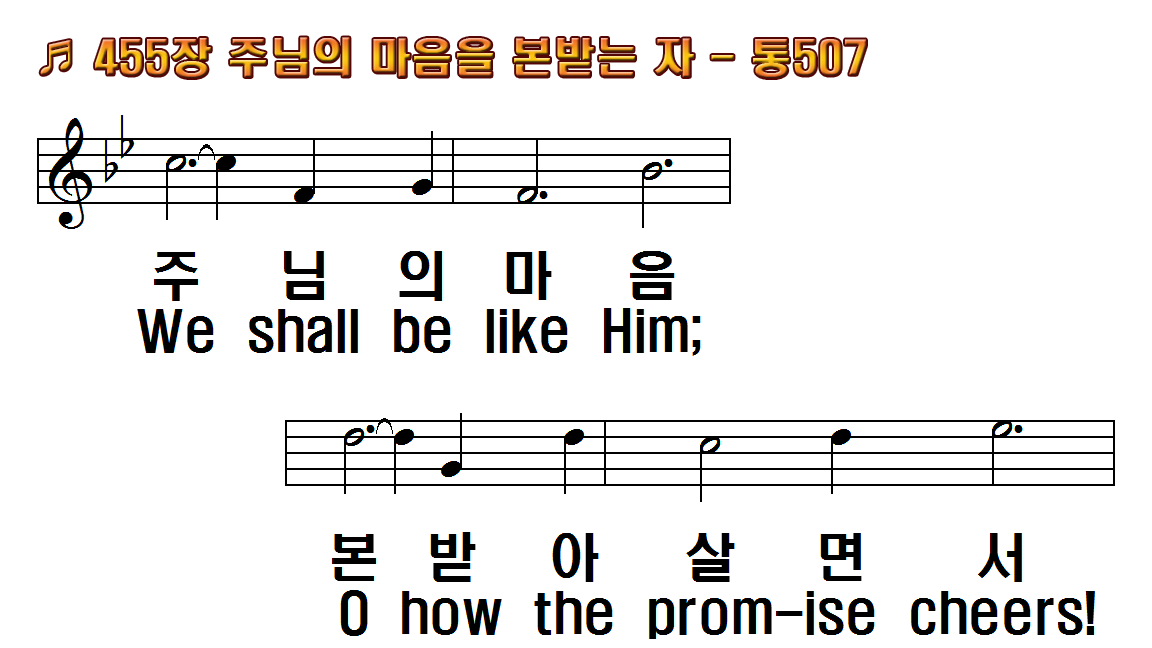 455장 주님의 마음을 본받는 자 - 통507
주 님 의 마 음
We shall be like Him;
본 받 아 살 면 서
O how the prom-ise cheers!